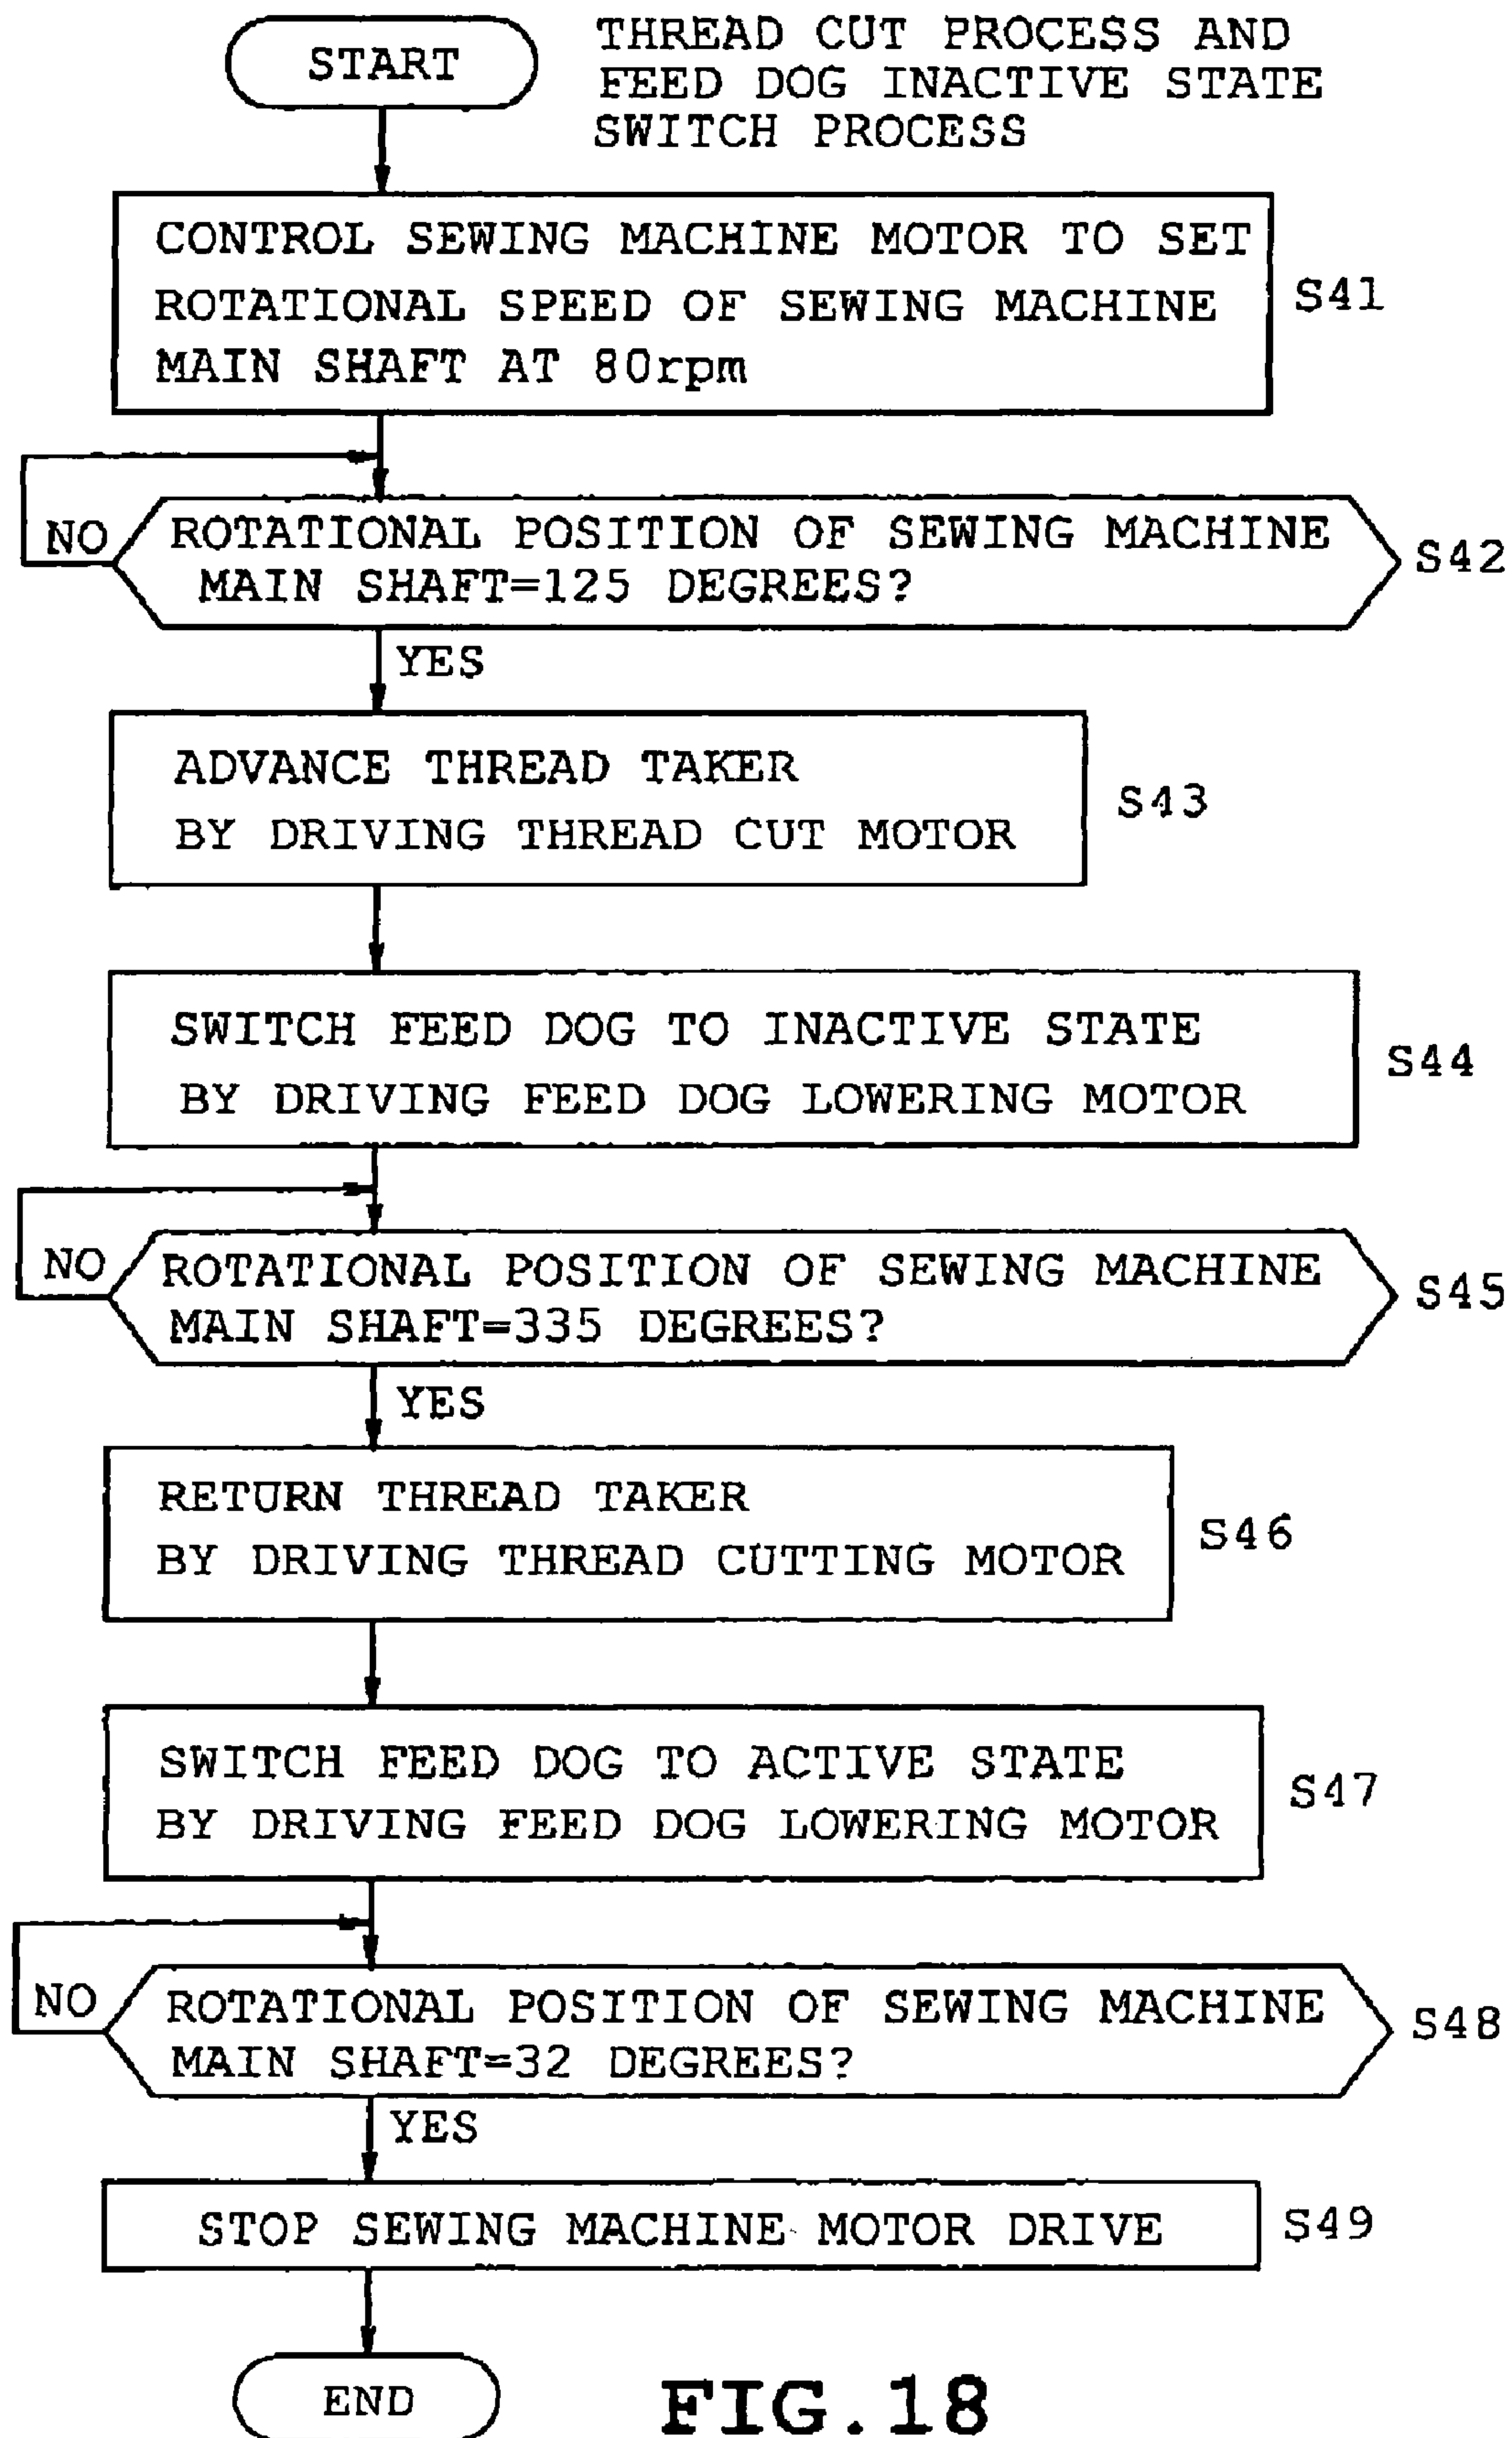 START
THREAD CUT PROCESS AND
FEED DOG INACTIVE STATE
SWITCH PROCESS
CONTROL SEWING MACHINE MOTOR TO SET
ROTATIONAL SPEED OF SEWING MACHINE
MAIN SHAFT AT 80rpm
S41
NO
ROTATIONAL POSITION OF SEWING MACHINE
MAIN SHAFT=125 DEGREES?
S42
YES
ADVANCE THREAD TAKER
BY DRIVING THREAD CUT MOTOR
S43
SWITCH FEED DOG TO INACTIVE STATE
BY DRIVING FEED DOG LOWERING MOTOR
S44
NO
ROTATIONAL POSITION OF SEWING MACHINE
MAIN SHAFT=335 DEGREES?
S45
YES
RETURN THREAD TAKER
BY DRIVING THREAD CUTTING MOTOR
S46
SWITCH FEED DOG TO ACTIVE STATE
BY DRIVING FEED DOG LOWERING MOTOR
S47
NO
ROTATIONAL POSITION OF SEWING MACHINE
MAIN SHAFT=32 DEGREES?
S48
YES
STOP SEWING MACHINE MOTOR DRIVE
S49
END
FIG.18